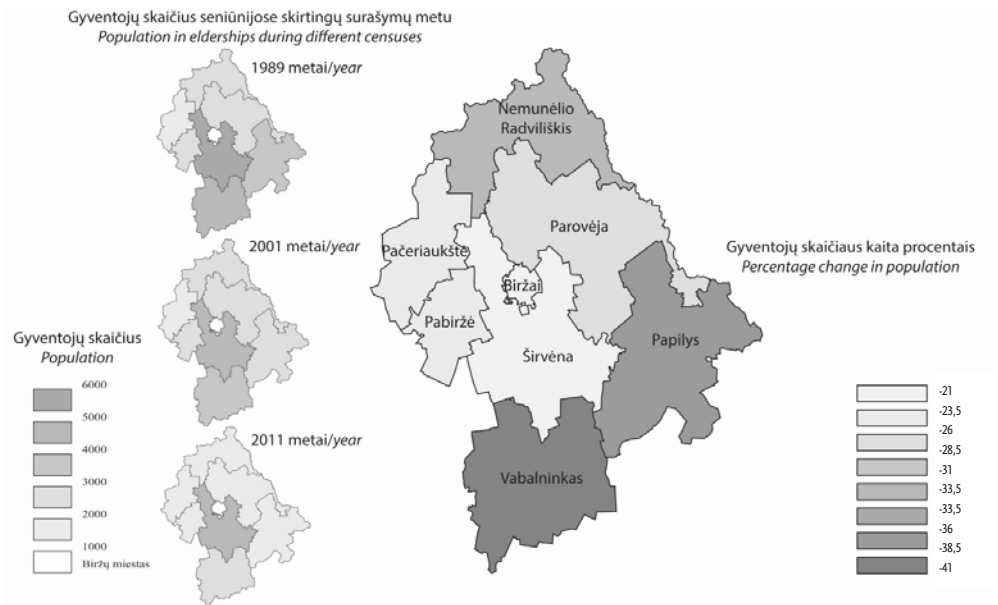 Gyventojų skaičius seniūnijose skirtingų surašymų metu
Population in elderships during different censuses
1989 metai/year
2001 metai/year
2011 metai/year
Gyventojų skaičius
Population
6000
5000
4000
3000
2000
1000
Biržų miestas
Nemunėlio
Radviliškis
Parovėja
Pačeriaukštė
Biržai
Pabiržė
Širvėna
Papilys
Vabalninkas
Gyventojų skaičiaus kaita procentais
Percentage change in population
-21
-23,5
-26
-28,5
-31
-33,5
-33,5
-36
-38,5
-41